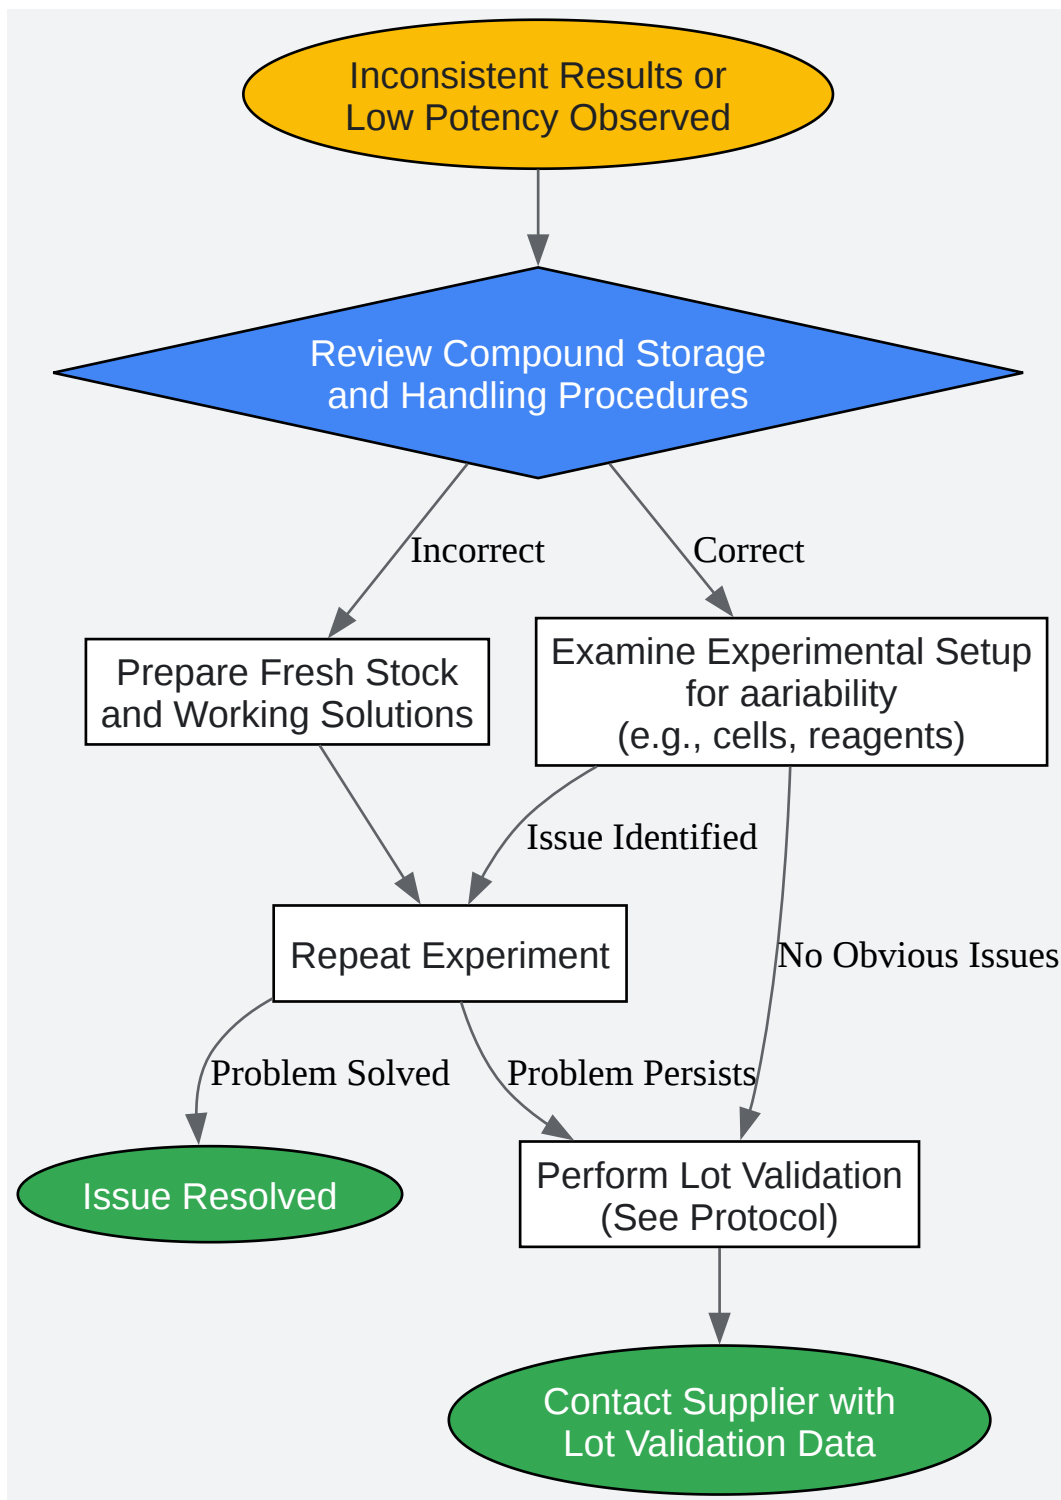 Inconsistent Results or
Low Potency Observed
Review Compound Storage
and Handling Procedures
Incorrect
Correct
Prepare Fresh Stock
and Working Solutions
Examine Experimental Setup
for aariability
(e.g., cells, reagents)
Issue Identified
Repeat Experiment
No Obvious Issues
Problem Solved
Problem Persists
Issue Resolved
Perform Lot Validation
(See Protocol)
Contact Supplier with
Lot Validation Data